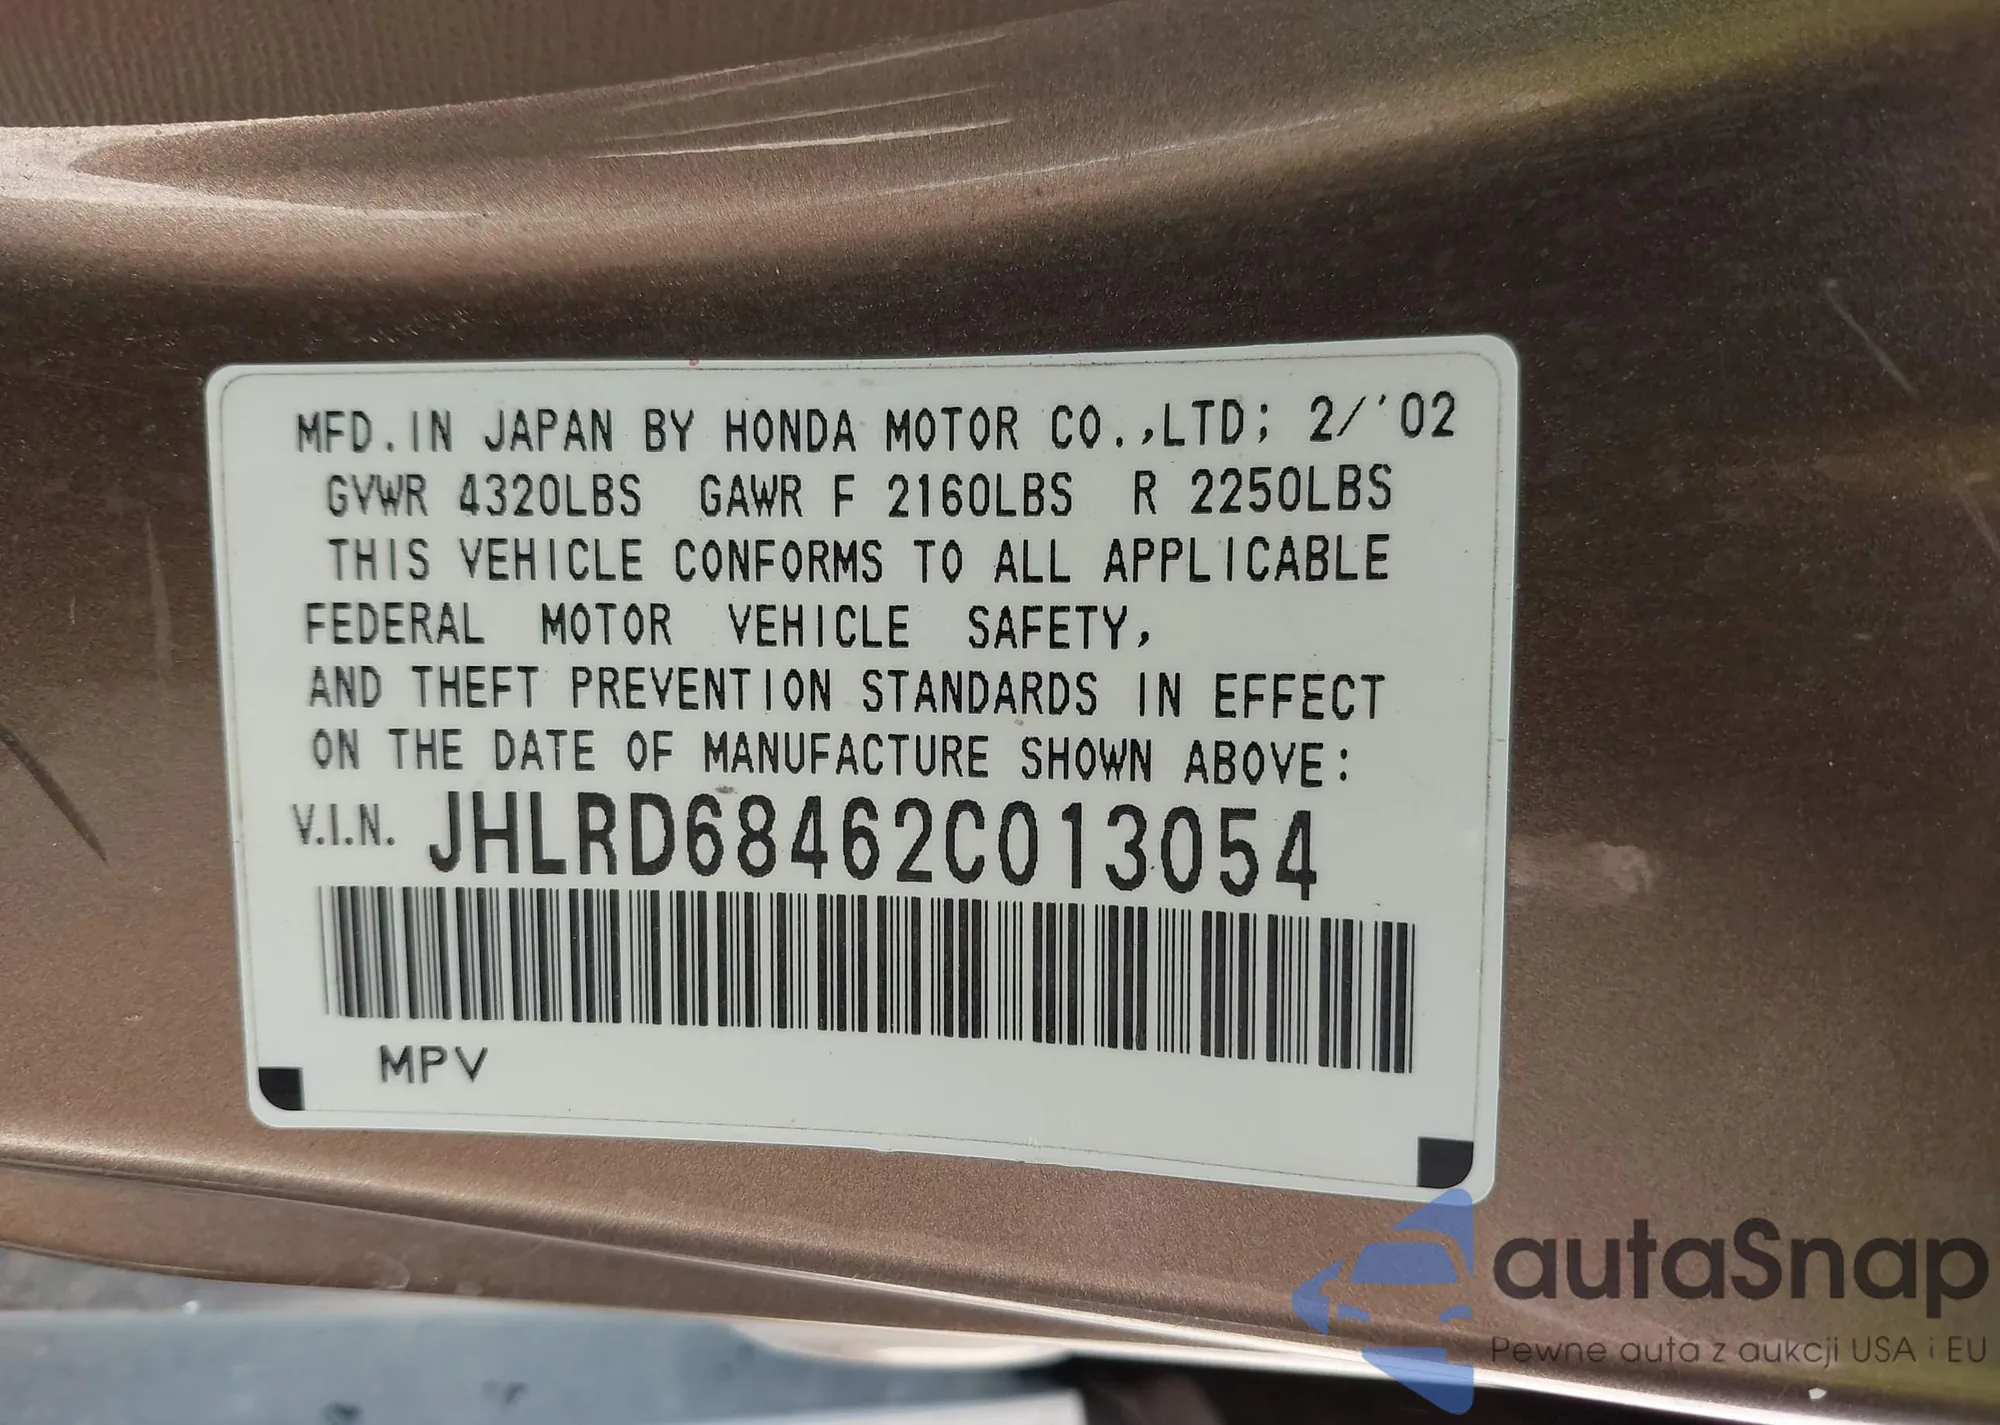 MFD. IN JAPAN BY HONDA MOTOR CO.,LTD; 2/'02
GVWR 4320LBS GAWR F 2160LBS R 2250LBS
THIS VEHICLE CONFORMS TO ALL APPLICABLE
FEDERAL MOTOR VEHICLE SAFETY,
AND THEFT PREVENTION STANDARDS IN EFFECT
ON THE DATE OF MANUFACTURE SHOWN ABOVE:
V.I.N. JHLRD68462C013054
MPV
autaSnap
Pewne auta z aukcji USA i EU